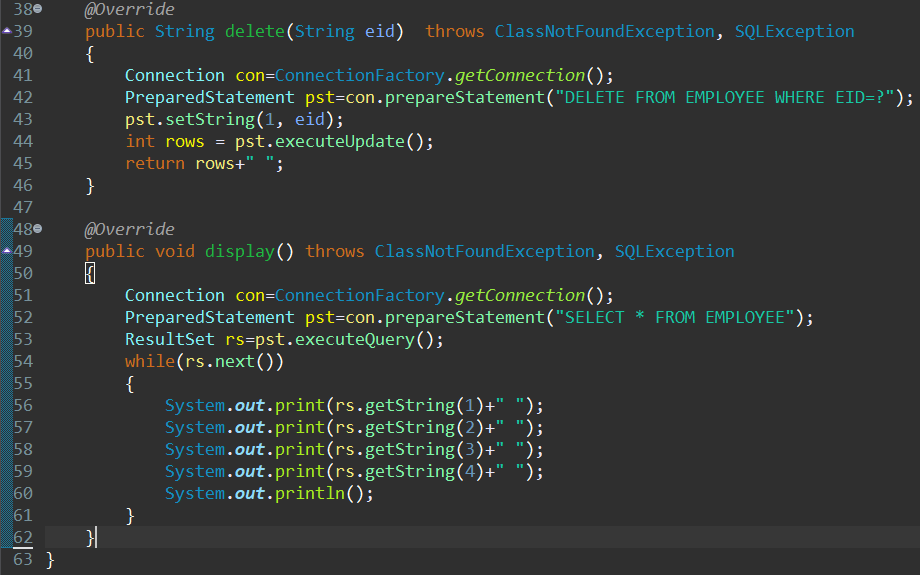 38 @Override
39 public String delete(String eid)  throws ClassNotFoundException, SQLException
40 {
41     Connection con=ConnectionFactory.getConnection();
42     PreparedStatement pst=con.prepareStatement("DELETE FROM EMPLOYEE WHERE EID=?");
43     pst.setString(1, eid);
44     int rows = pst.executeUpdate();
45     return rows+" ";
46 }
47
48 @Override
49 public void display() throws ClassNotFoundException, SQLException
50 {
51     Connection con=ConnectionFactory.getConnection();
52     PreparedStatement pst=con.prepareStatement("SELECT * FROM EMPLOYEE");
53     ResultSet rs=pst.executeQuery();
54     while(rs.next())
55     {
56         System.out.print(rs.getString(1)+" ");
57         System.out.print(rs.getString(2)+" ");
58         System.out.print(rs.getString(3)+" ");
59         System.out.print(rs.getString(4)+" ");
60         System.out.println();
61     }
62 }
63 }